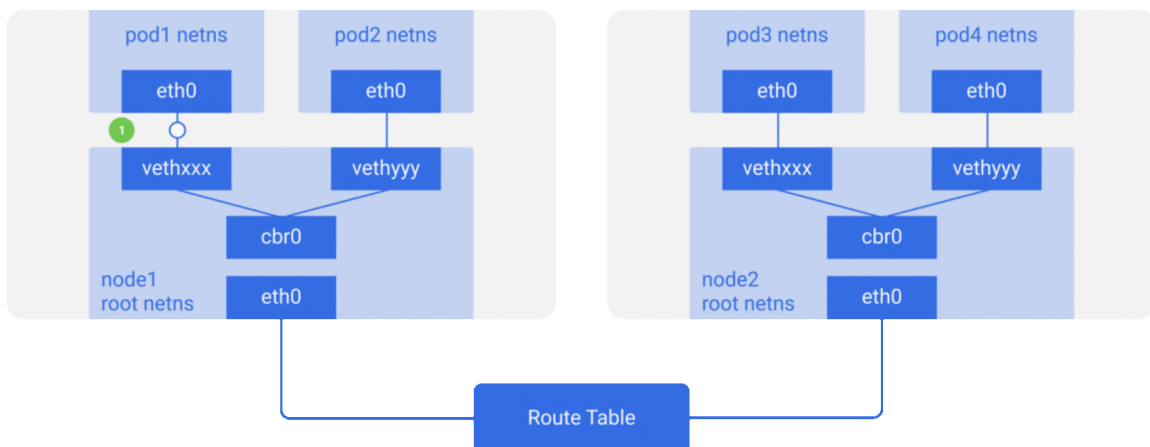 pod1 netns
pod2 netns
eth0
eth0
1
vethxxx
vethyyy
cbr0
node1
root netns
eth0
pod3 netns
pod4 netns
eth0
eth0
vethxxx
vethyyy
cbr0
node2
root netns
eth0
Route Table